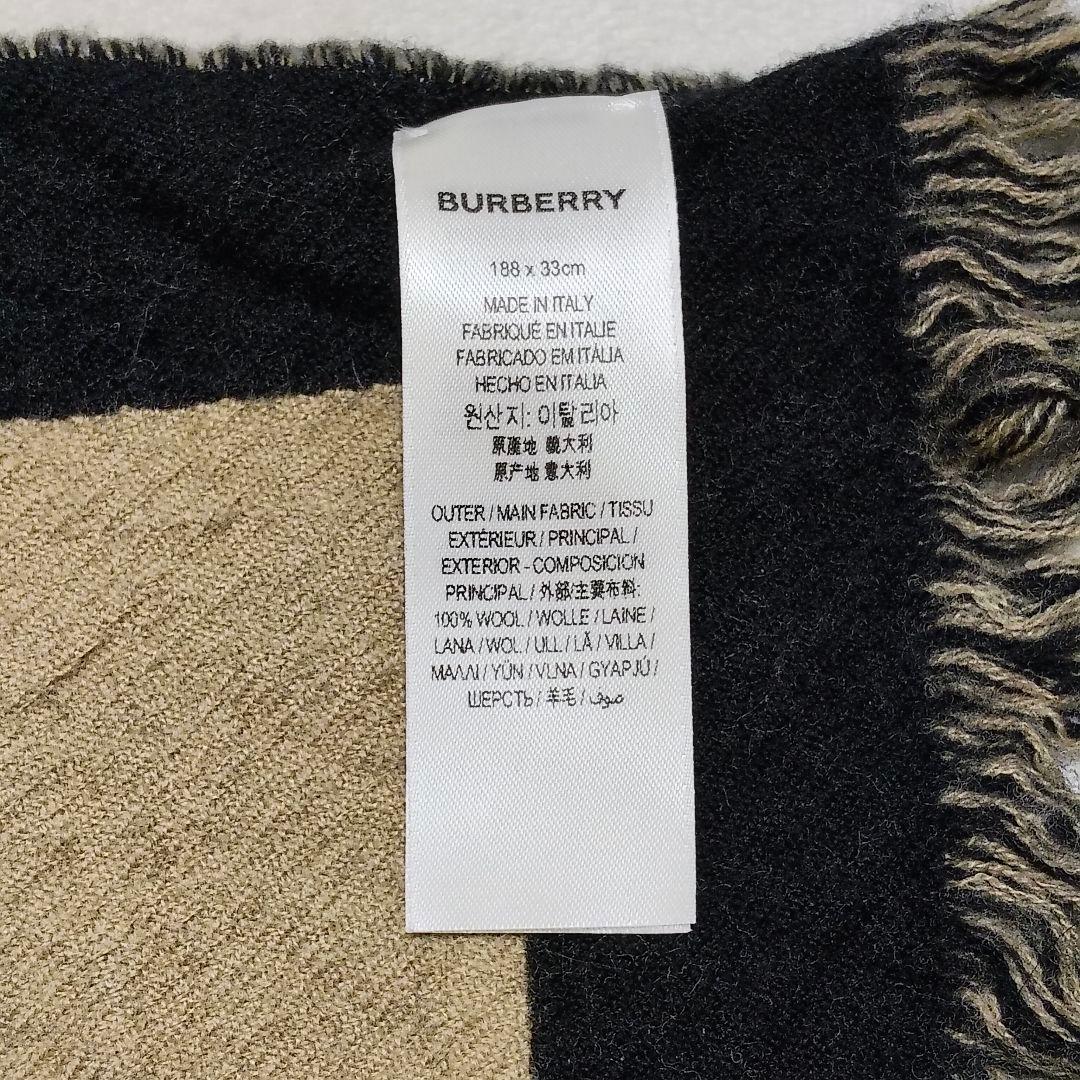 BURBERRY
188 x 33cm
MADE IN ITALY
FABRIQUÉ EN ITALIE
FABRICADO EM ITÁLIA
HECHO EN ITALIA
원산지: 이탈리아
原產地 義大利
原产地 意大利
OUTER / MAIN FABRIC / TISSU
EXTÉRIEUR / PRINCIPAL /
EXTERIOR - COMPOSICION
PRINCIPAL / 外部/主要布料:
100% WOOL / WOLLE / LAINE /
LANA / WOL / ULL / LÃ / VILLA /
ΜΑΛΛΙ / YÜN / VLNA / GYAPJÚ /
ШЕРСТЬ / 羊毛 / صوف